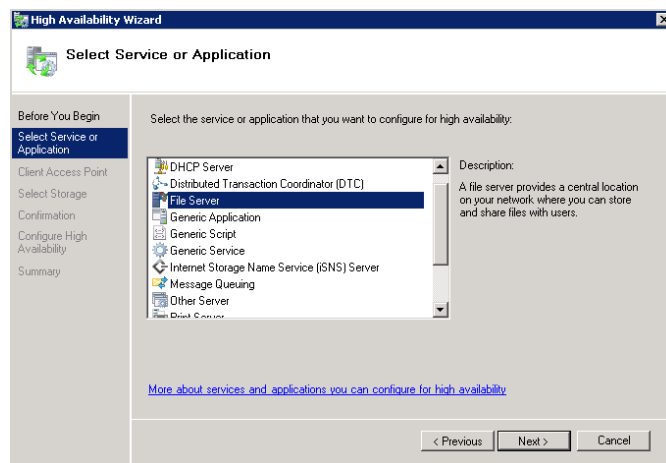 High Availability Wizard
Select Service or Application
Before You Begin
Select Service or
Application
Client Access Point
Select Storage
Confirmation
Configure High
Availability
Summary
Select the service or application that you want to configure for high availability:
DHCP Server
Distributed Transaction Coordinator (DTC)
File Server
Generic Application
Generic Script
Generic Service
Internet Storage Name Service (iSNS) Server
Message Queuing
Other Server
Print Server
Description:
A file server provides a central location
on your network where you can store
and share files with users.
More about services and applications you can configure for high availability
< Previous
Next >
Cancel